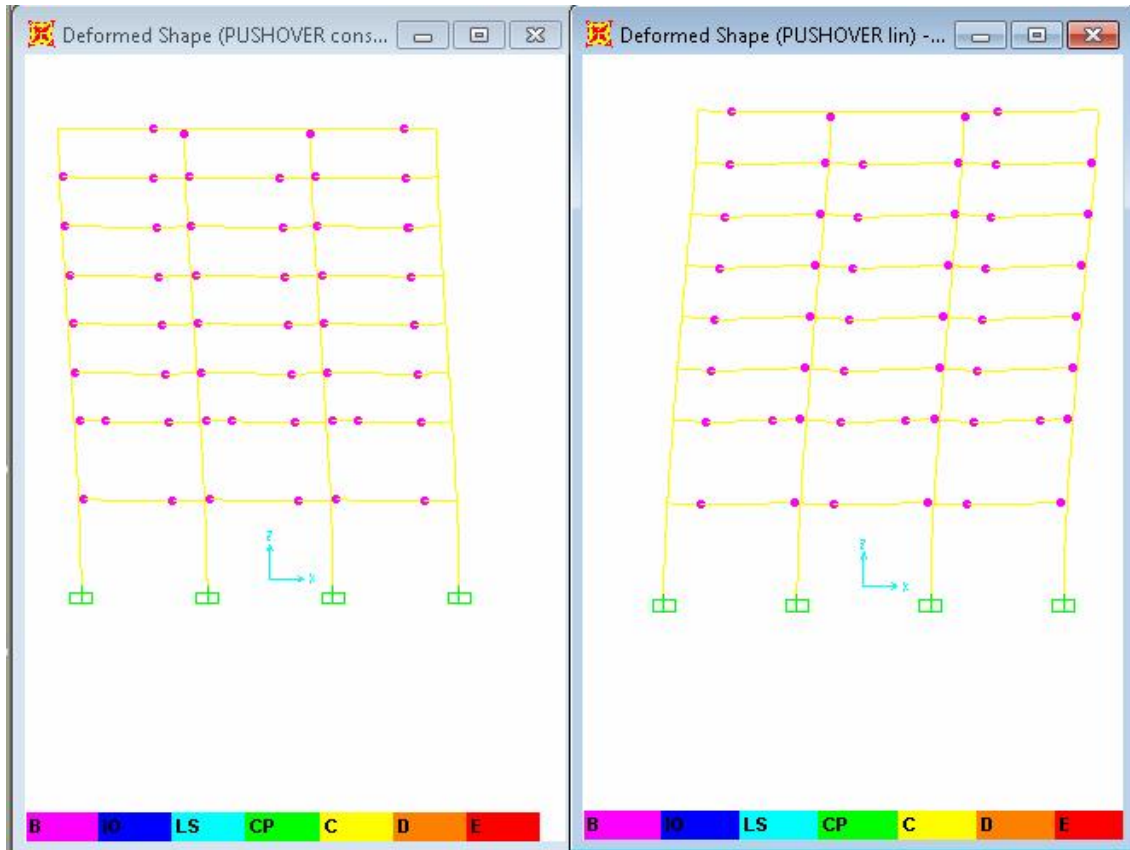 Deformed Shape (PUSHOVER cons...
Deformed Shape (PUSHOVER lin) -...
Z
X
Z
X
B IO LS CP C D E
B IO LS CP C D E